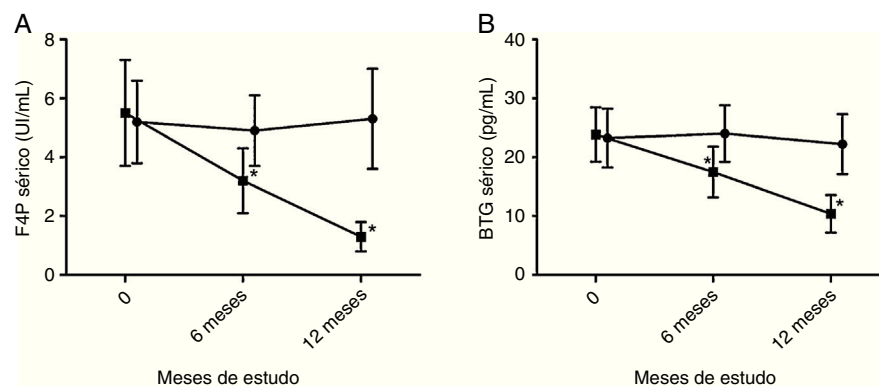 A
F4P sérico (UI/mL)
8
6
4
2
0
*
*
0
6 meses
12 meses
Meses de estudo
B
BTG sérico (pg/mL)
40
30
20
10
0
*
*
0
6 meses
12 meses
Meses de estudo